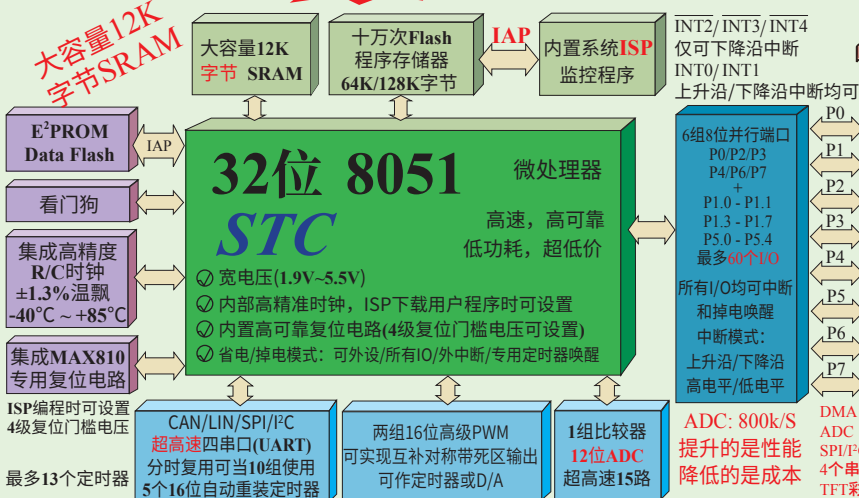 大容量12K
字节SRAM
大容量12K
字节 SRAM
十万次Flash
程序存储器
64K/128K字节
IAP
内置系统ISP
监控程序
INT2/ INT3/ INT4
仅可下降沿中断
INT0/ INT1
上升沿/下降沿中断均可
E²PROM
Data Flash
IAP
看门狗
集成高精度
R/C时钟
±1.3%温飘
-40℃ ~ +85℃
集成MAX810
专用复位电路
ISP编程时可设置
4级复位门槛电压
最多13个定时器
32位 8051
微处理器
STC
高速，高可靠
低功耗，超低价
宽电压(1.9V~5.5V)
内部高精准时钟，ISP下载用户程序时可设置
内置高可靠复位电路(4级复位门槛电压可设置)
省电/掉电模式：可外设/所有IO/外中断/专用定时器唤醒
6组8位并行端口
P0/P2/P3
P4/P6/P7
+
P1.0 - P1.1
P1.3 - P1.7
P5.0 - P5.4
最多60个I/O
所有I/O均可中断
和掉电唤醒
中断模式：
上升沿/下降沿
高电平/低电平
P0
P1
P2
P3
P4
P5
P6
P7
CAN/LIN/SPI/I²C
超高速四串口(UART)
分时复用可当10组使用
5个16位自动重装定时器
两组16位高级PWM
可实现互补对称带死区输出
可作定时器或D/A
1组比较器
12位ADC
超高速15路
ADC: 800k/S
提升的是性能
降低的是成本
DMA
ADC
SPI/I²
4个串
TFT彩